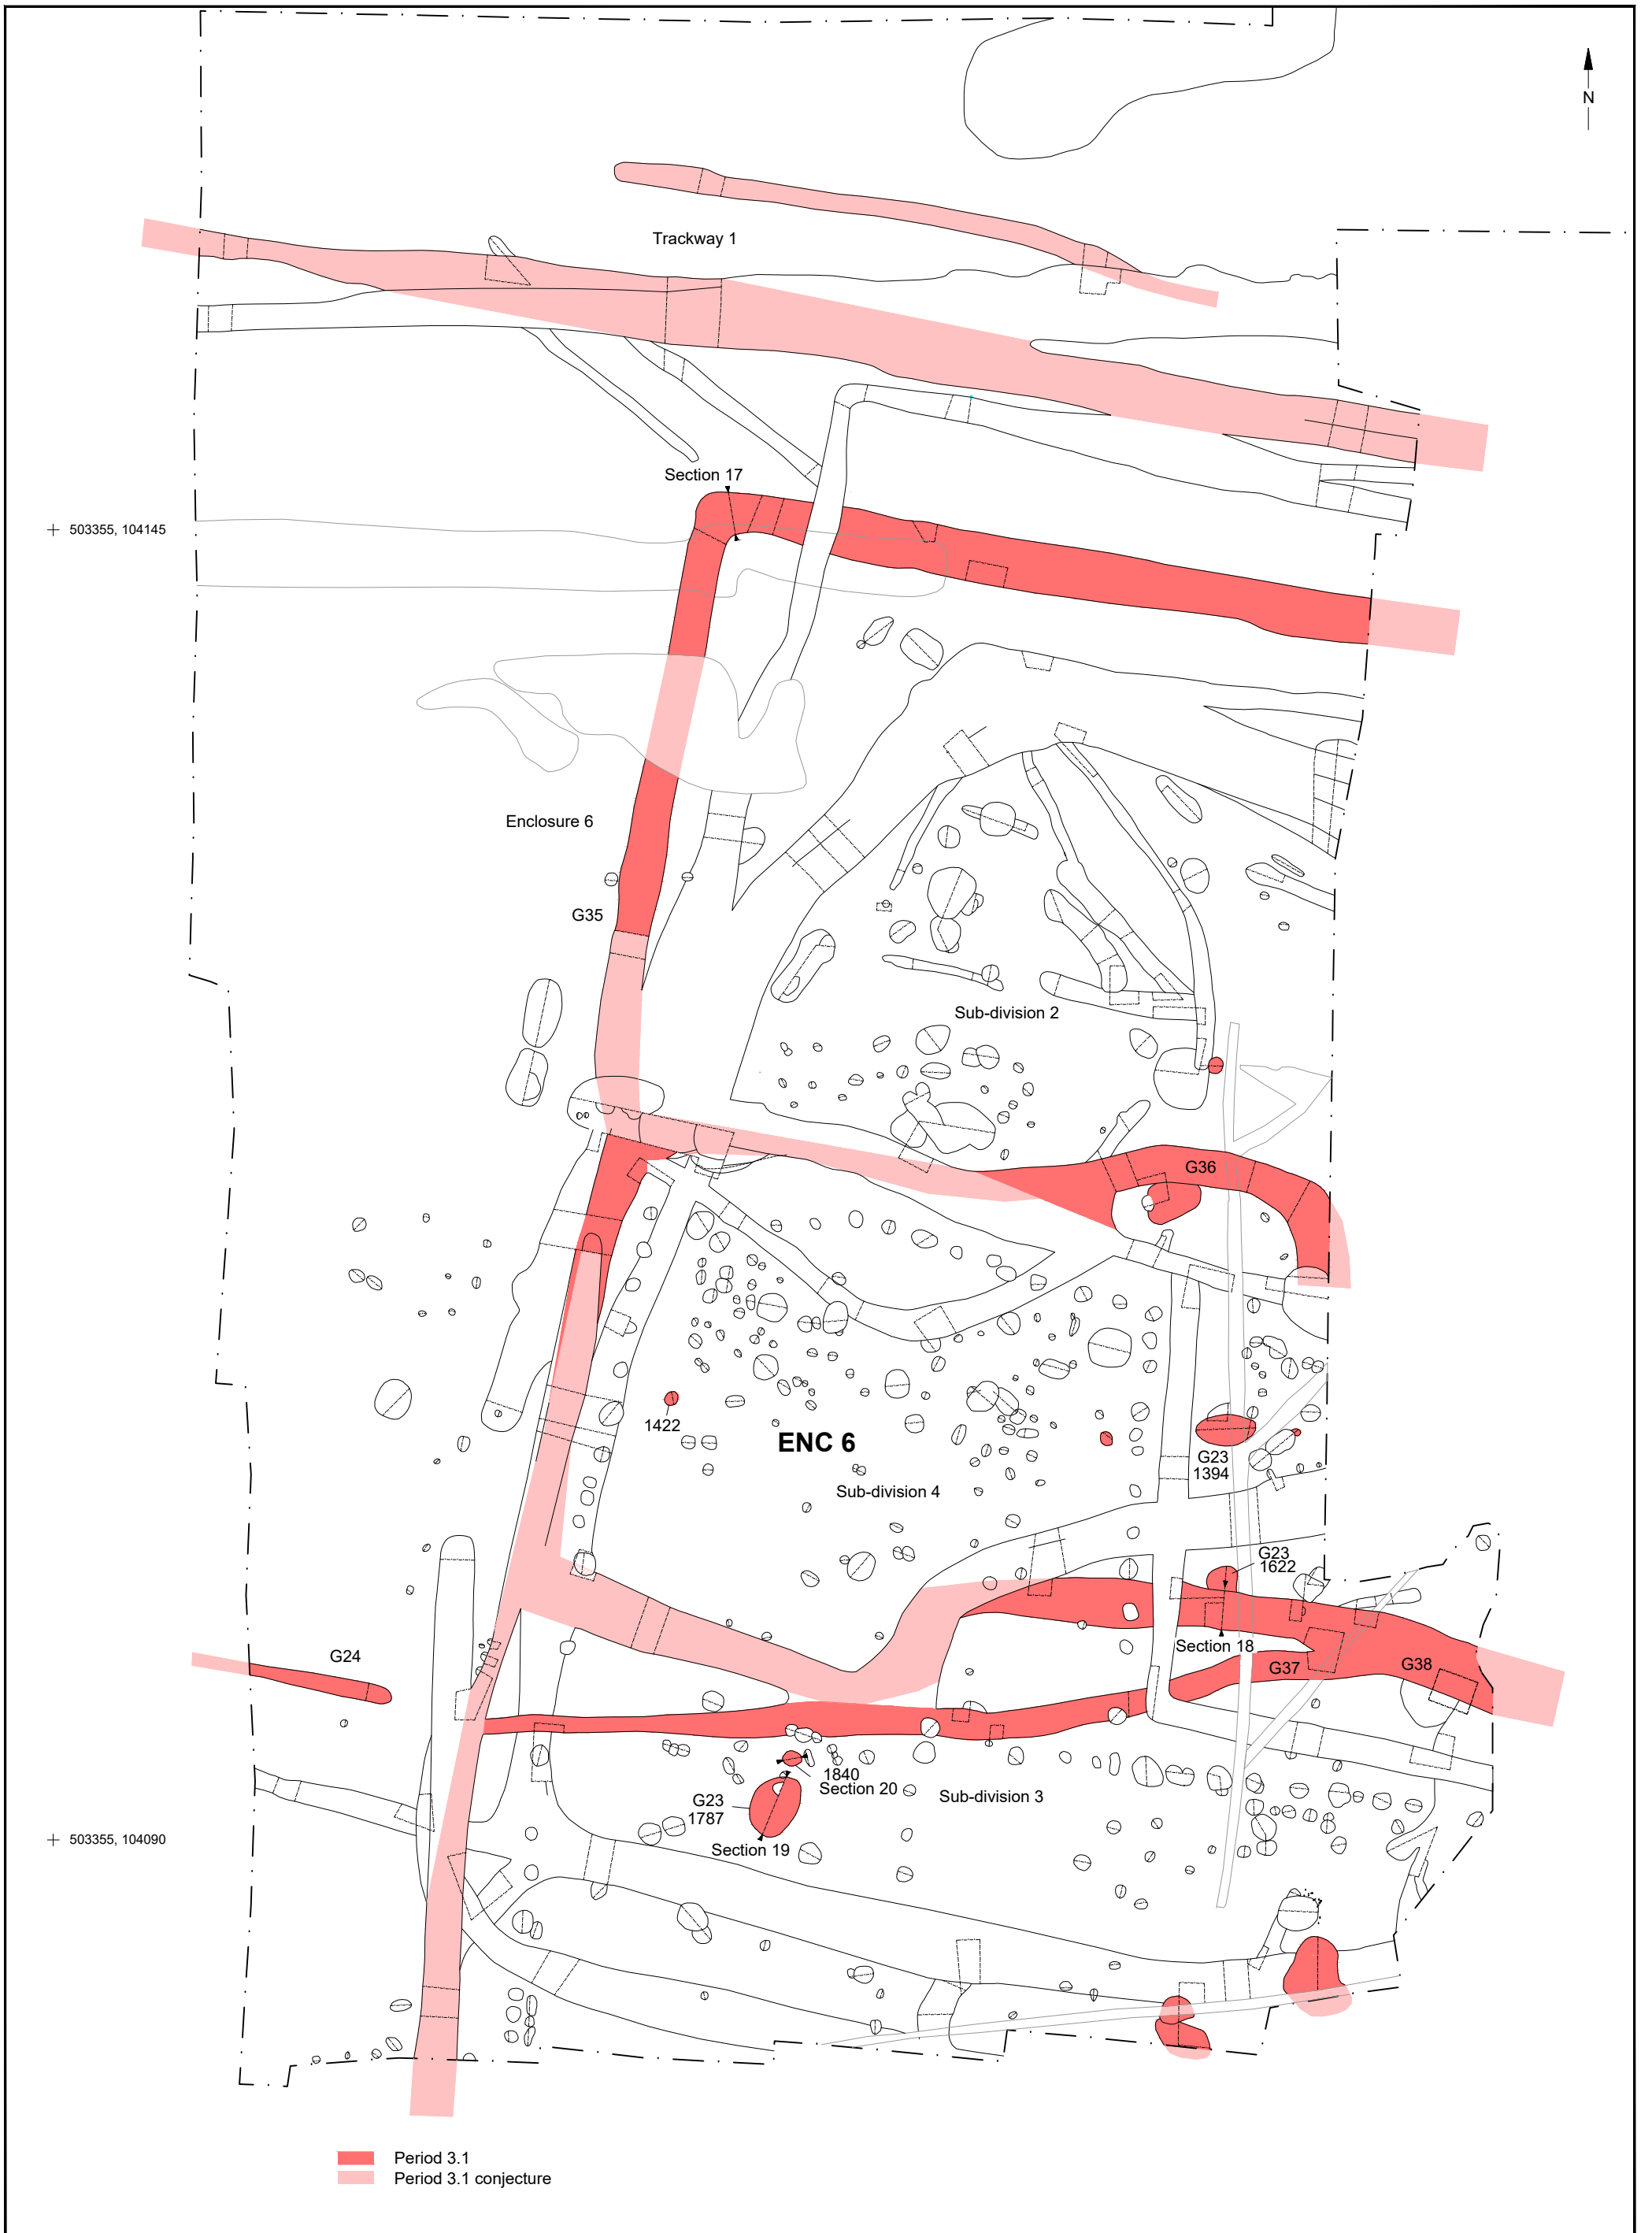 N
Trackway 1
Section 17
503355, 104145
Enclosure 6
G35
Sub-division 2
G36
1422
ENC 6
G23
1394
Sub-division 4
G23
1622
Section 18
G24
G37
G38
1840
Section 20
G23
1787
Sub-division 3
503355, 104090
Section 19
Period 3.1
Period 3.1 conjecture